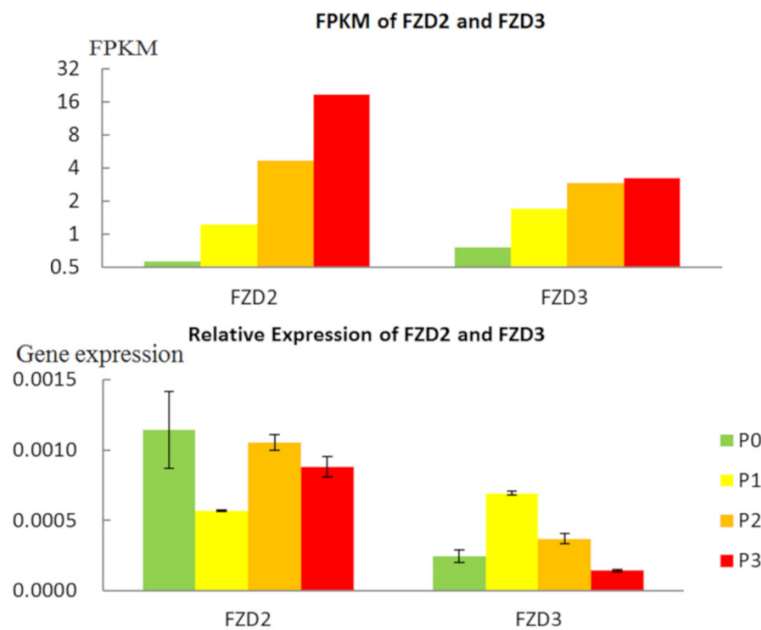 FPKM of FZD2 and FZD3
FPKM
32
16
8
4
2
1
0.5
FZD2 FZD3
Relative Expression of FZD2 and FZD3
Gene expression
0.0015
0.0010
0.0005
0.0000
FZD2 FZD3
P0
P1
P2
P3